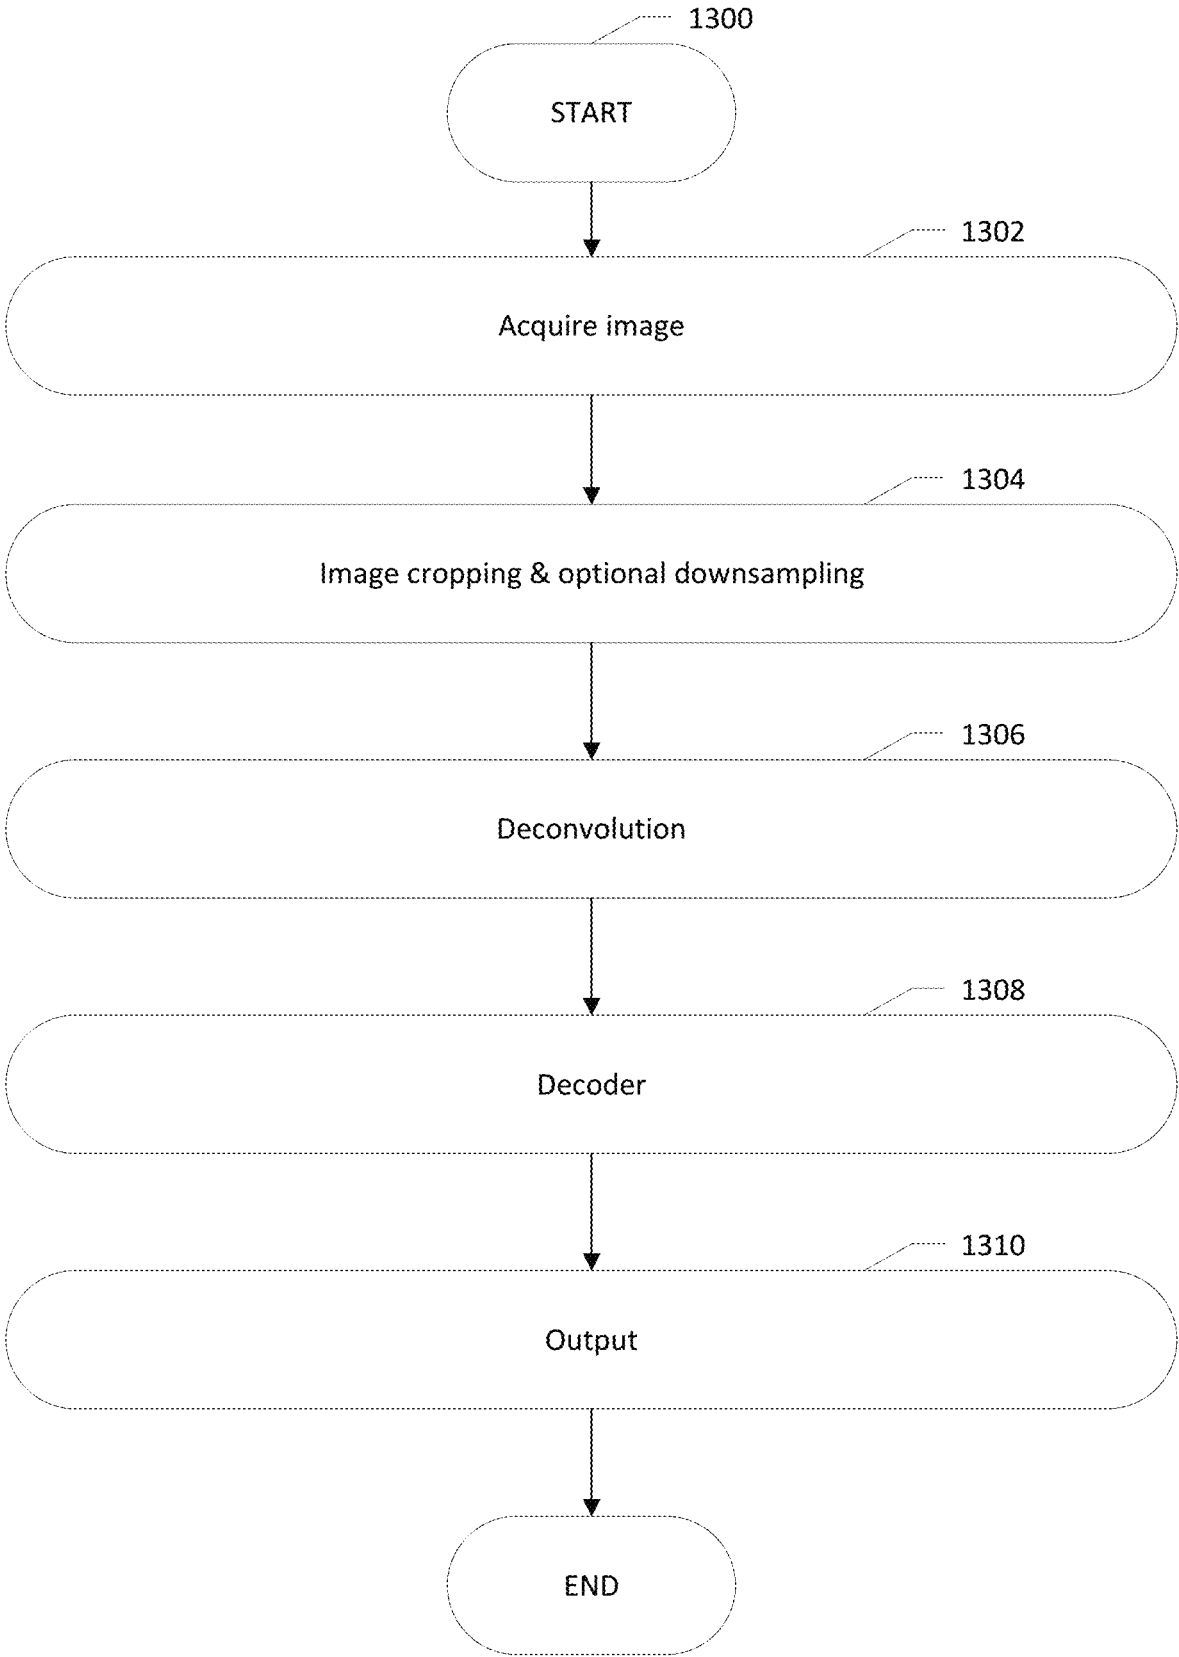 1300
START
1302
Acquire image
1304
Image cropping & optional downsampling
1306
Deconvolution
1308
Decoder
1310
Output
END